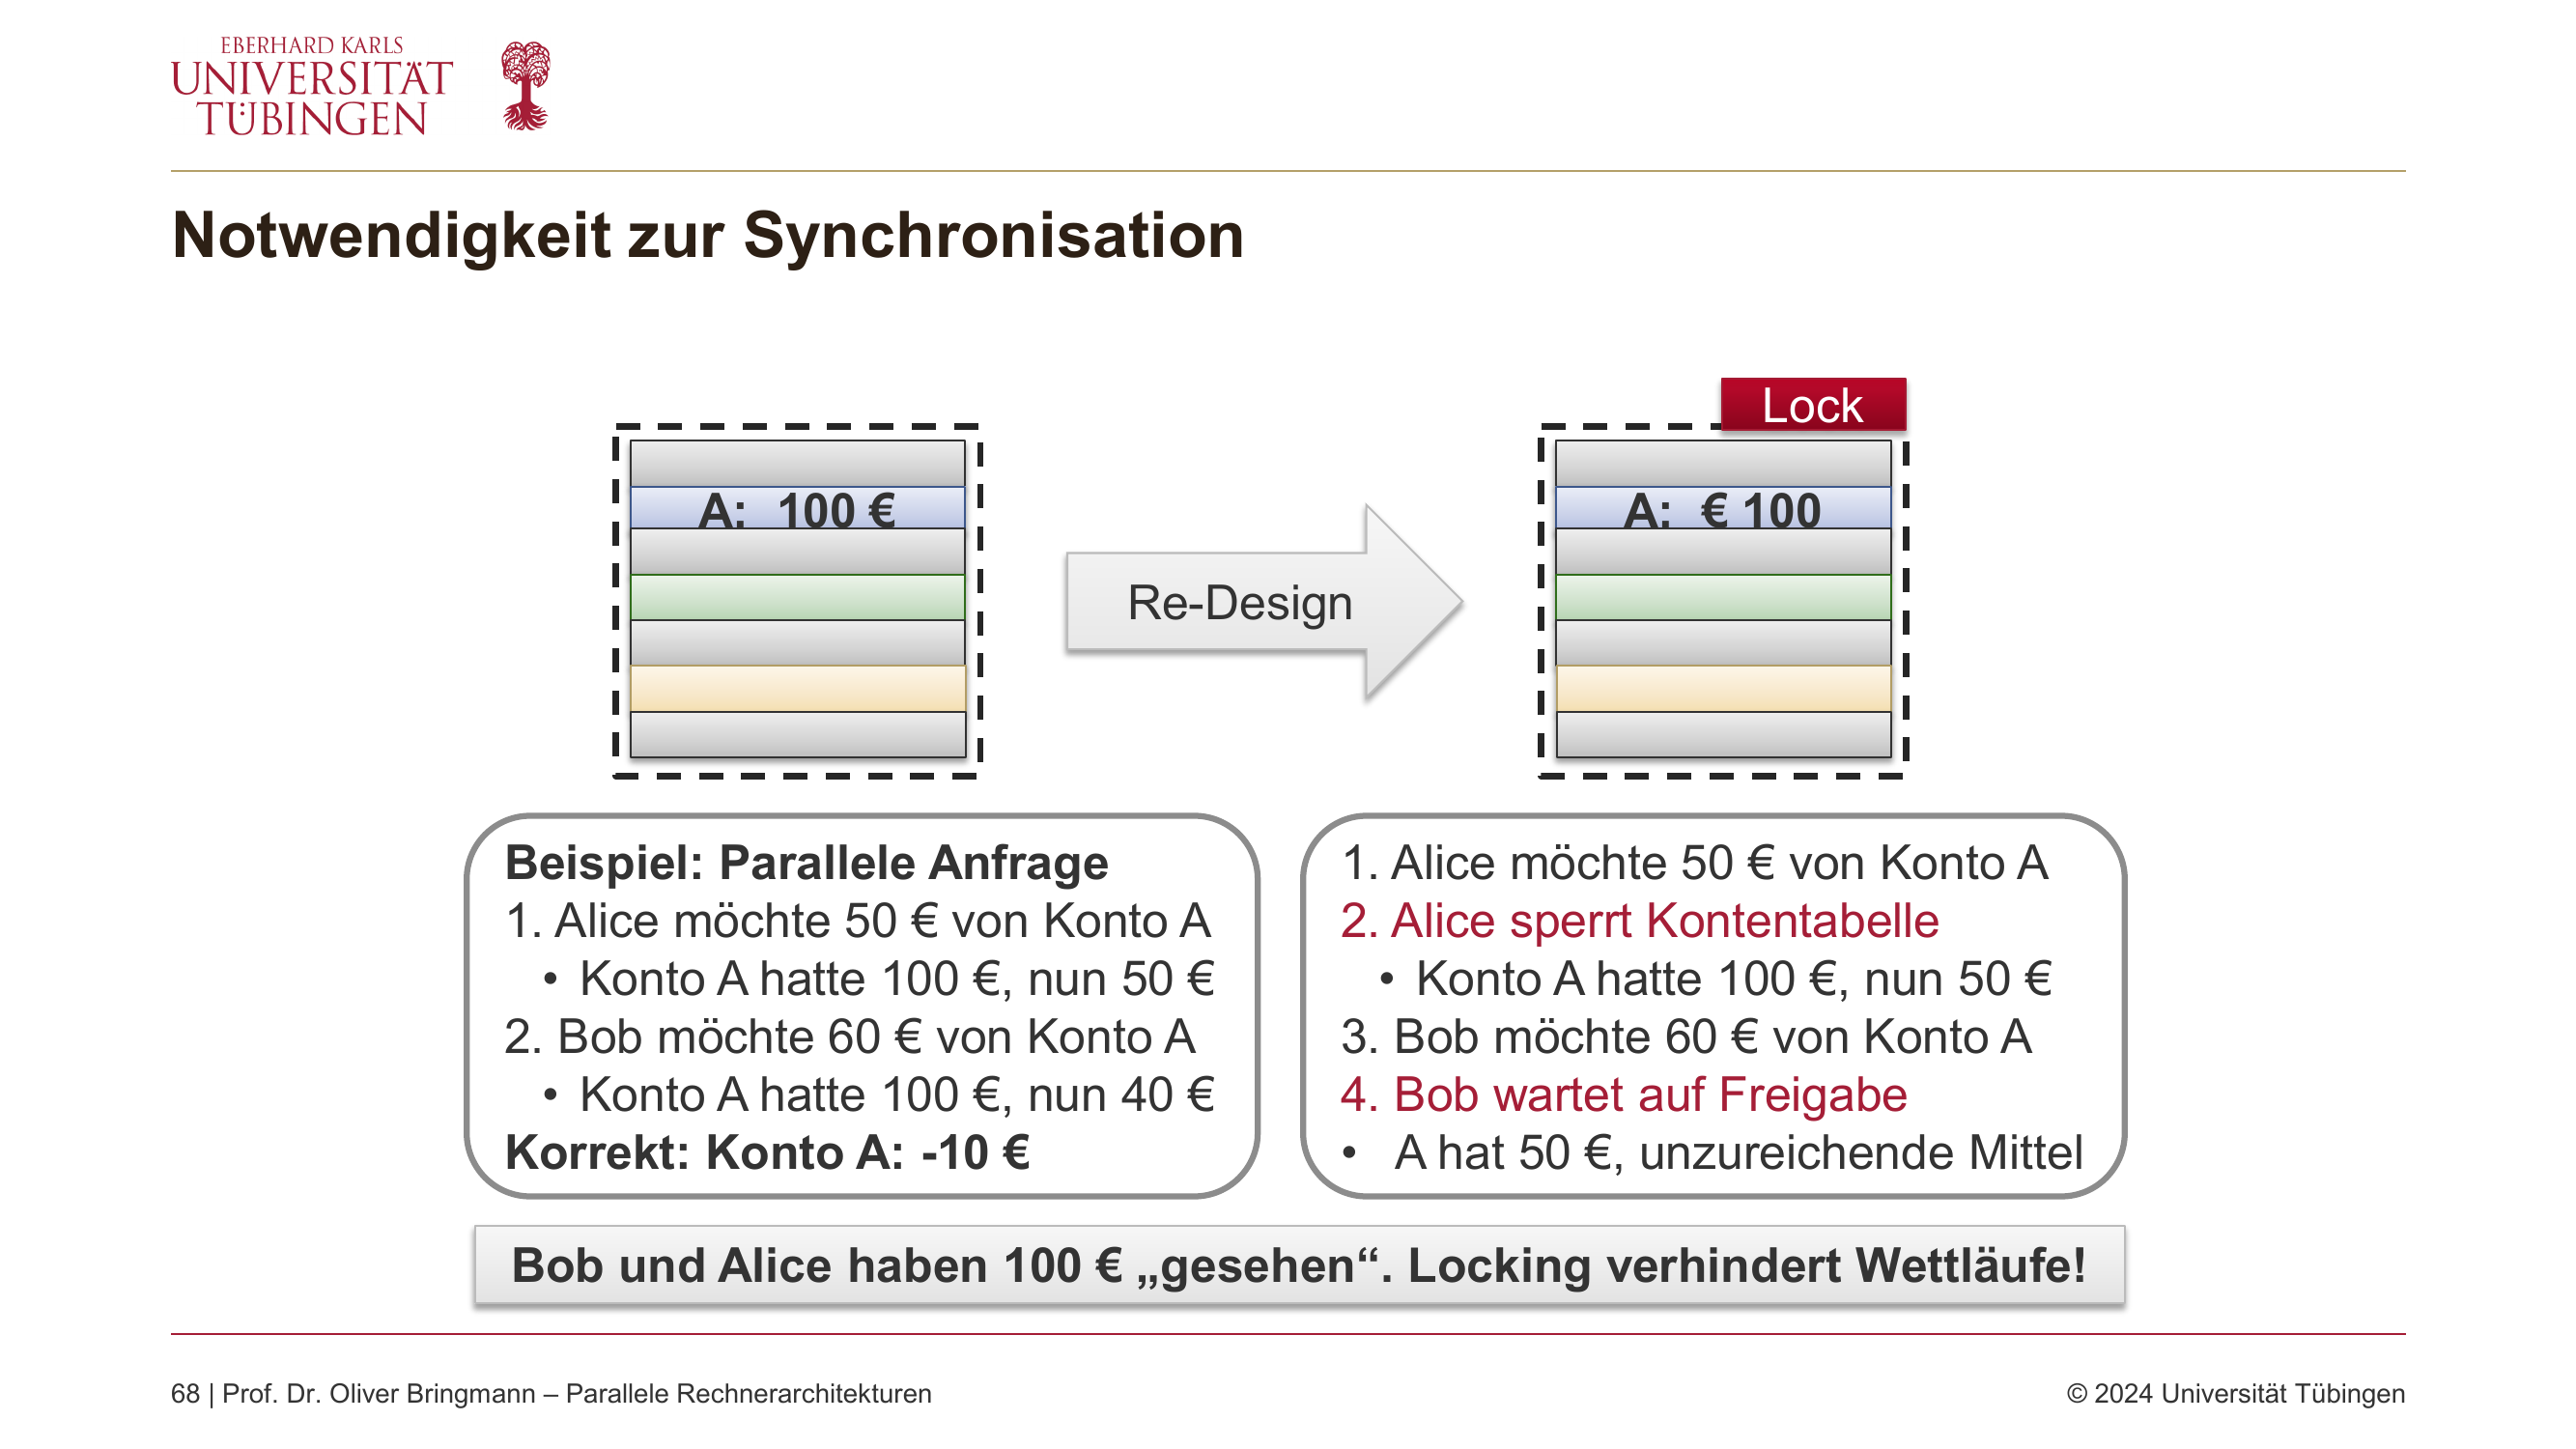 EBERHARD KARLS
UNIVERSITÄT
TÜBINGEN
Notwendigkeit zur Synchronisation
Lock
A: 100 €
A: € 100
Re-Design
Beispiel: Parallele Anfrage
1. Alice möchte 50 € von Konto A
• Konto A hatte 100 €, nun 50 €
2. Bob möchte 60 € von Konto A
• Konto A hatte 100 €, nun 40 €
Korrekt: Konto A: -10 €
1. Alice möchte 50 € von Konto A
2. Alice sperrt Kontentabelle
• Konto A hatte 100 €, nun 50 €
3. Bob möchte 60 € von Konto A
4. Bob wartet auf Freigabe
• A hat 50 €, unzureichende Mittel
Bob und Alice haben 100 € „gesehen“. Locking verhindert Wettläufe!
68 | Prof. Dr. Oliver Bringmann – Parallele Rechnerarchitekturen
© 2024 Universität Tübingen